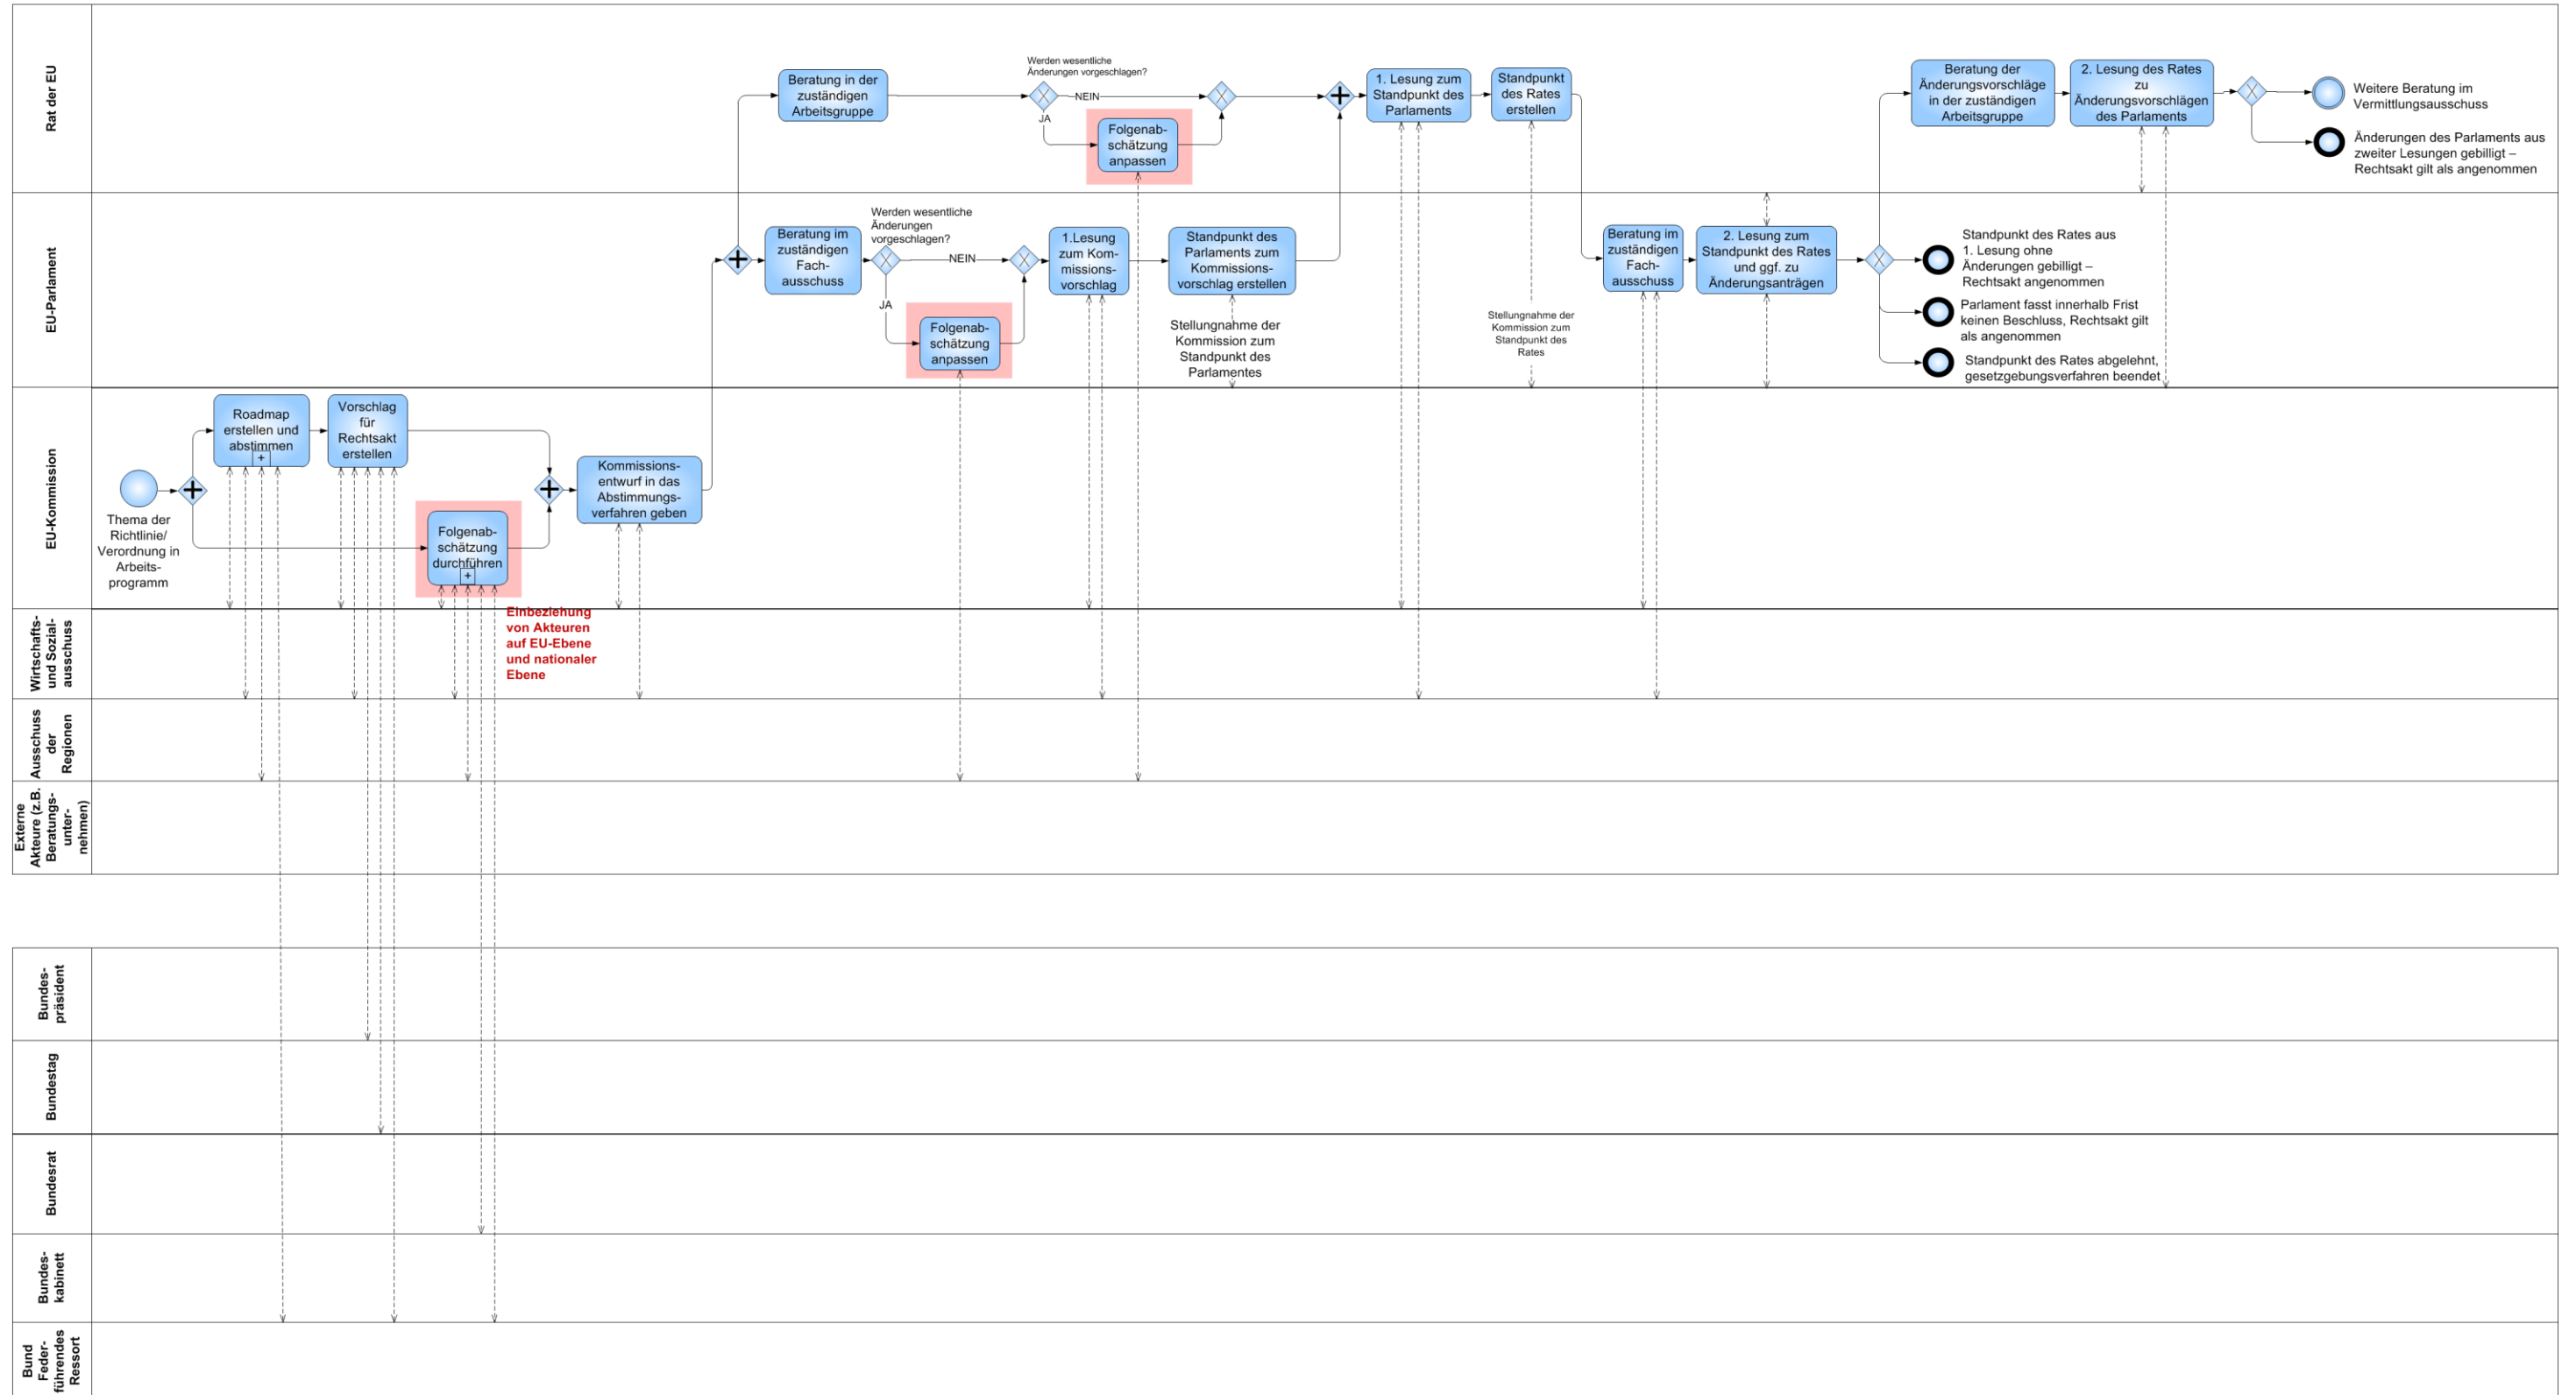 Rat der EU
Beratung in der
zuständigen
Arbeitsgruppe
Werden wesentliche
Änderungen vorgeschlagen?
NEIN
JA
Folgenab-
schätzung
anpassen
1. Lesung zum
Standpunkt des
Parlaments
Standpunkt
des Rates
erstellen
Beratung der
Änderungsvorschläge
in der zuständigen
Arbeitsgruppe
2. Lesung des Rates
zu
Änderungsvorschlägen
des Parlaments
Weitere Beratung im
Vermittlungsausschuss
Änderungen des Parlaments aus
zweiter Lesungen gebilligt –
Rechtsakt gilt als angenommen
EU-Parlament
Beratung im
zuständigen
Fach-
ausschuss
Werden wesentliche
Änderungen
vorgeschlagen?
NEIN
JA
Folgenab-
schätzung
anpassen
1.Lesung
zum Kom-
missions-
vorschlag
Standpunkt des
Parlaments zum
Kommissions-
vorschlag erstellen
Stellungnahme der
Kommission zum
Standpunkt des
Parlamentes
Stellungnahme der
Kommission zum
Standpunkt des
Rates
Beratung im
zuständigen
Fach-
ausschuss
2. Lesung zum
Standpunkt des Rates
und ggf. zu
Änderungsanträgen
Standpunkt des Rates aus
1. Lesung ohne
Änderungen gebilligt –
Rechtsakt angenommen
Parlament fasst innerhalb Frist
keinen Beschluss, Rechtsakt gilt
als angenommen
Standpunkt des Rates abgelehnt,
gesetzgebungsverfahren beendet
EU-Kommission
Thema der
Richtlinie/
Verordnung in
Arbeits-
programm
Roadmap
erstellen und
abstimmen
Vorschlag
für
Rechtsakt
erstellen
Folgenab-
schätzung
durchführen
Kommissions-
entwurf in das
Abstimmungs-
verfahren geben
Einbeziehung
von Akteuren
auf EU-Ebene
und nationaler
Ebene
Wirtschafts-
und Sozial-
ausschuss
Ausschuss
der
Regionen
Externe
Akteure (z.B.
Beratungs-
unter-
nehmen)
Bundes-
präsident
Bundestag
Bundesrat
Bundes-
kabinett
Bund
Feder-
führendes
Ressort